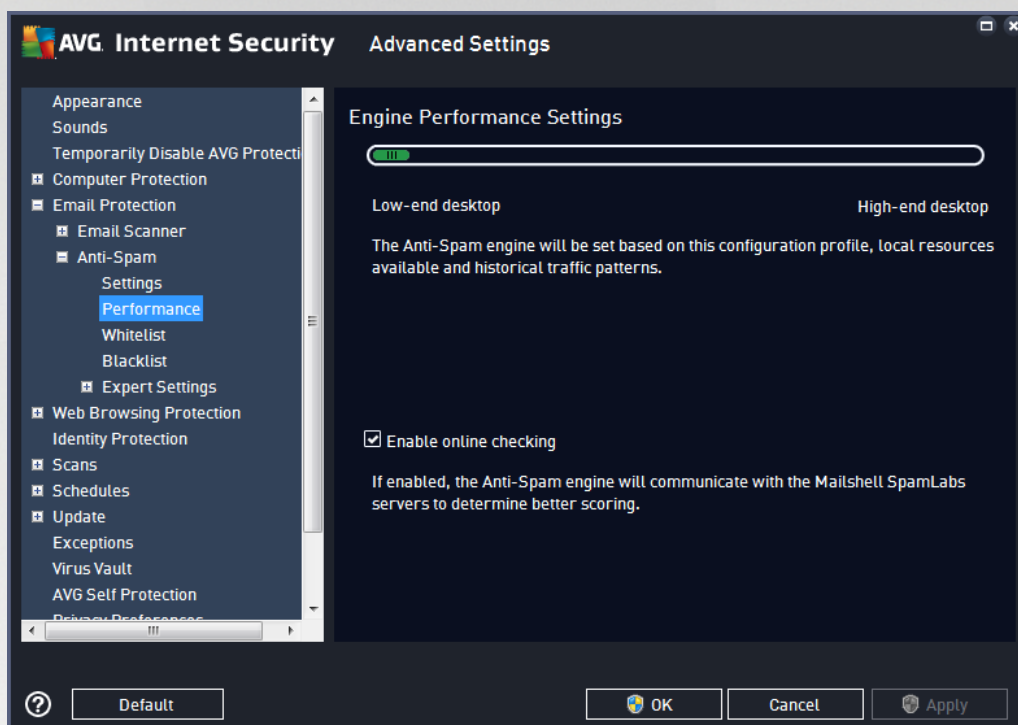 AVG. Internet Security Advanced Settings
Appearance
Sounds
Temporarily Disable AVG Protecti
Computer Protection
Email Protection
Email Scanner
Anti-Spam
Settings
Performance
Whitelist
Blacklist
Expert Settings
Web Browsing Protection
Identity Protection
Scans
Schedules
Update
Exceptions
Virus Vault
AVG Self Protection
Privacy Preferences
Engine Performance Settings
Low-end desktop High-end desktop
The Anti-Spam engine will be set based on this configuration profile, local resources
available and historical traffic patterns.
Enable online checking
If enabled, the Anti-Spam engine will communicate with the Mailshell SpamLabs
servers to determine better scoring.
? Default OK Cancel Apply